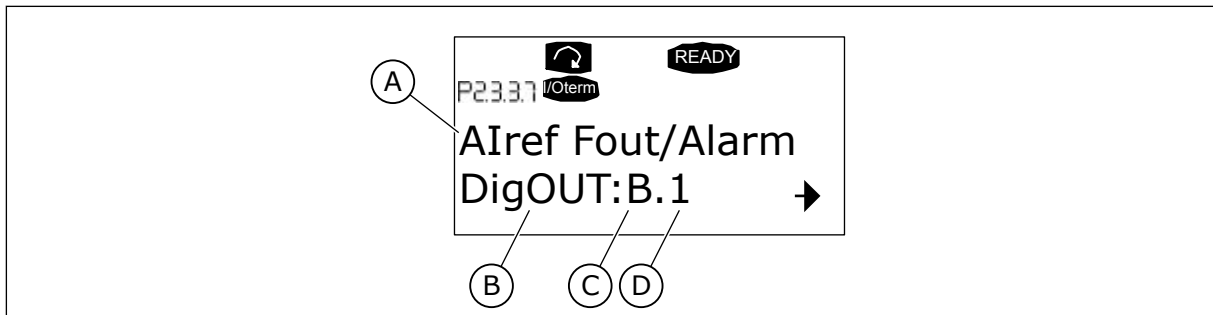 READY
A
P2.3.3.7 I/Oterm
AIref Fout/Alarm
DigOUT:B.1
B C D